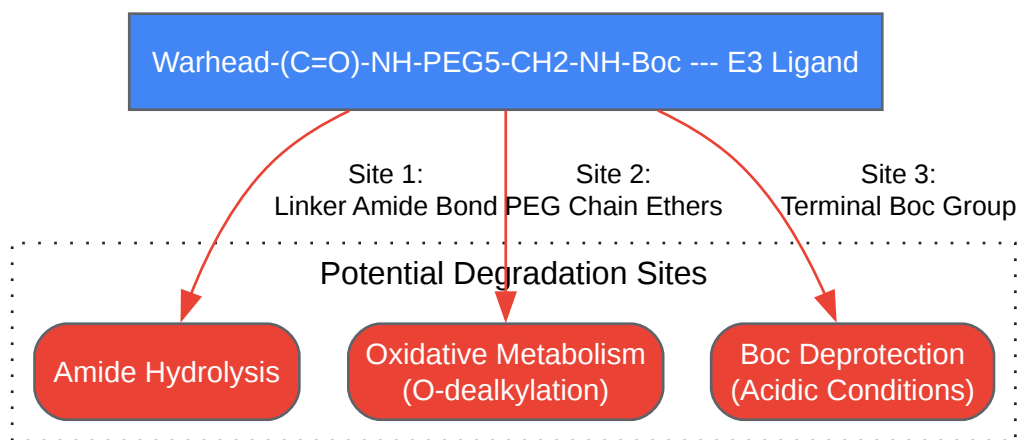 Warhead-(C=O)-NH-PEG5-CH2-NH-Boc --- E3 Ligand
Site 1:
Linker Amide Bond
Site 2:
PEG Chain Ethers
Site 3:
Terminal Boc Group
Potential Degradation Sites
Amide Hydrolysis
Oxidative Metabolism
(O-dealkylation)
Boc Deprotection
(Acidic Conditions)